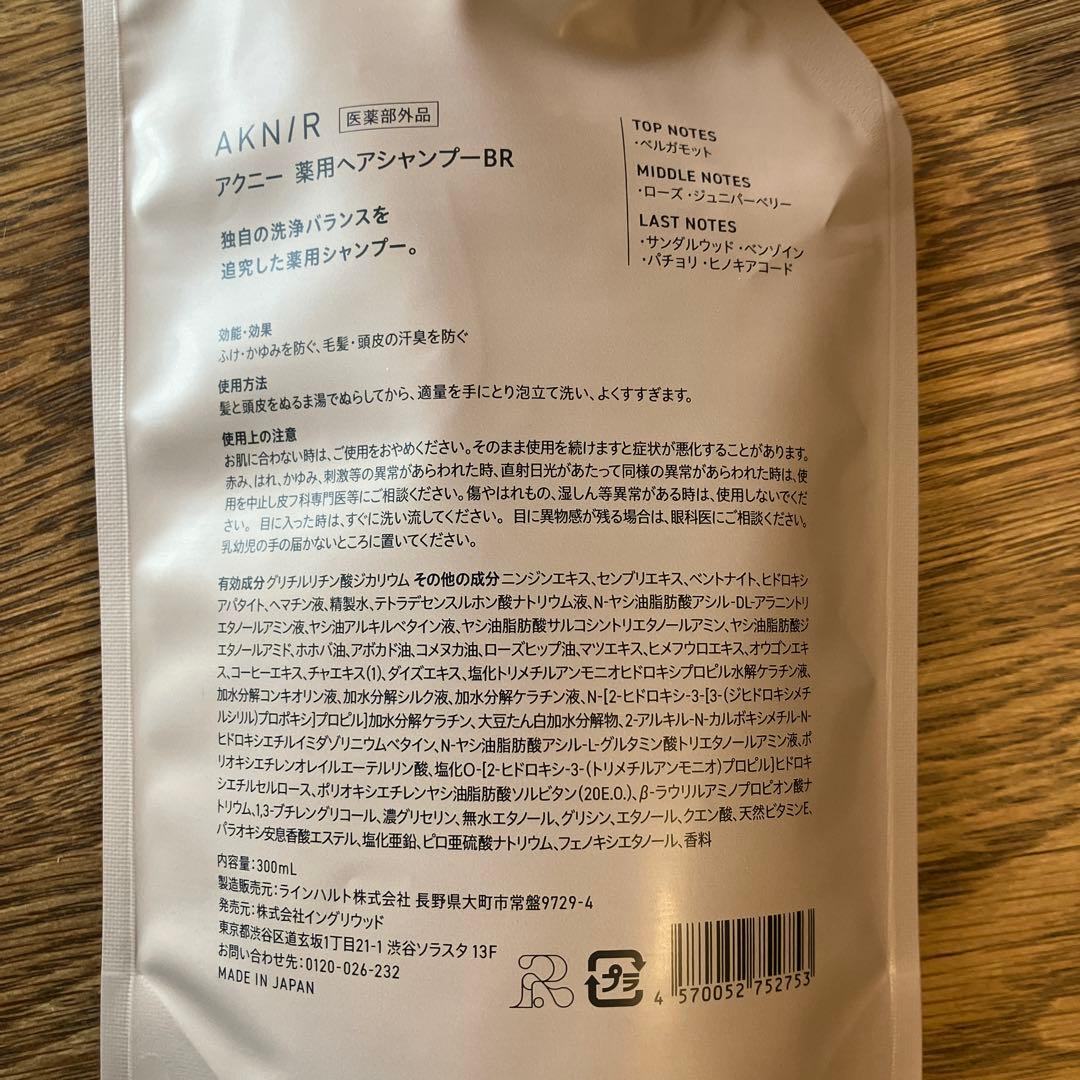 AKNIR 医薬部外品
アクニー 薬用ヘアシャンプーBR
独自の洗浄バランスを
追究した薬用シャンプー。
TOP NOTES
・ベルガモット
MIDDLE NOTES
・ローズ ・ジュニパーベリー
LAST NOTES
・サンダルウッド ・ベンゾイン
・パチョリ ・ヒノキアコード
効能・効果
ふけ・かゆみを防ぐ、毛髪・頭皮の汗臭を防ぐ
使用方法
髪と頭皮をぬるま湯でぬらしてから、適量を手にとり泡立て洗い、よくすすぎます。
使用上の注意
お肌に合わない時は、ご使用をおやめください。そのまま使用を続けますと症状が悪化することがあります。
赤み、はれ、かゆみ、刺激等の異常があらわれた時、直射日光があたって同様の異常があらわれた時は、使
用を中止し皮フ科専門医等にご相談ください。傷やはれもの、湿しん等異常がある時は、使用しないでくだ
さい。 目に入った時は、すぐに洗い流してください。 目に異物感が残る場合は、眼科医にご相談ください。
乳幼児の手の届かないところに置いてください。
有効成分 グリチルリチン酸ジカリウム その他の成分 ニンジンエキス、センブリエキス、ベントナイト、ヒドロキシ
アパタイト、ヘマチン液、精製水、テトラデセンスルホン酸ナトリウム液、N-ヤシ油脂肪酸アシル-DL-アラニントリ
エタノールアミン液、ヤシ油アルキルベタイン液、ヤシ油脂肪酸サルコシントリエタノールアミン、ヤシ油脂肪酸ジ
エタノールアミド、ホホバ油、アボカド油、コメヌカ油、ローズヒップ油、マツエキス、ヒメフウロエキス、オウゴンエキ
ス、コーヒーエキス、チャエキス(1)、ダイズエキス、塩化トリメチルアンモニオヒドロキシプロピル水解ケラチン液、
加水分解コンキオリン液、加水分解シルク液、加水分解ケラチン液、N-[2-ヒドロキシ-3-[3-(ジヒドロキシメチ
ルシリル)プロポキシ]プロピル]加水分解ケラチン、大豆たん白加水分解物、2-アルキル-N-カルボキシメチル-N-
ヒドロキシエチルイミダゾリニウムベタイン、N-ヤシ油脂肪酸アシル-L-グルタミン酸トリエタノールアミン液、ポ
リオキシエチレンオレイルエーテルリン酸、塩化O-[2-ヒドロキシ-3-(トリメチルアンモニオ)プロピル]ヒドロキ
シエチルセルロース、ポリオキシエチレンヤシ油脂肪酸ソルビタン(20E.O.)、β-ラウリルアミノプロピオン酸ナ
トリウム、1,3-ブチレングリコール、濃グリセリン、無水エタノール、グリシン、エタノール、クエン酸、天然ビタミンE、
パラオキシ安息香酸エステル、塩化亜鉛、ピロ亜硫酸ナトリウム、フェノキシエタノール、香料
内容量：300mL
製造販売元：ラインハルト株式会社 長野県大町市常盤9729-4
発売元：株式会社イングリウッド
東京都渋谷区道玄坂1丁目21-1 渋谷ソラスタ 13F
お問い合わせ先：0120-026-232
MADE IN JAPAN
R
プラ
4 570052 752753